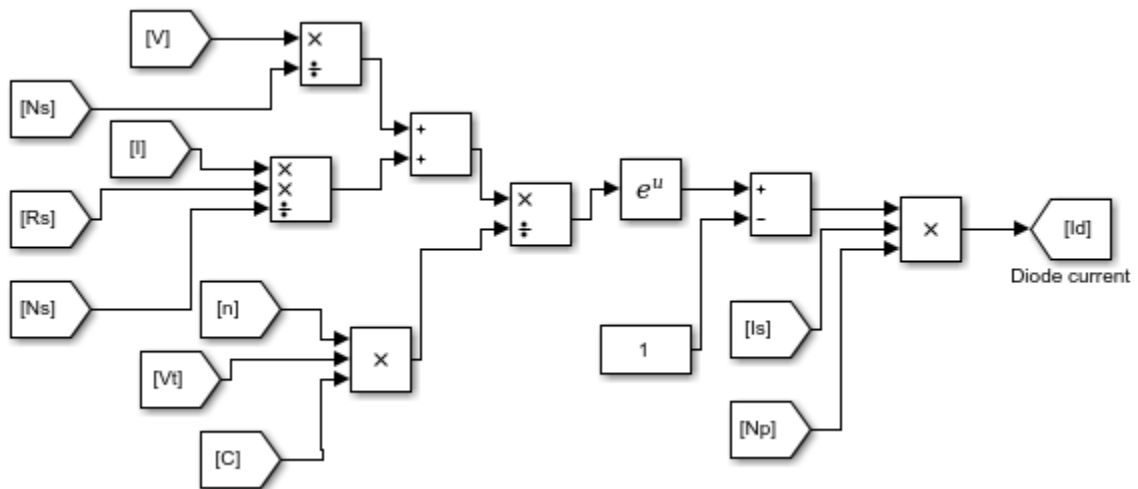 [V]
×
÷
[Ns]
+
+
[I]
×
×
÷
[Rs]
×
÷
e^u
+
−
×
[Id]
Diode current
[Ns]
[n]
×
[Vt]
[C]
1
[Is]
[Np]